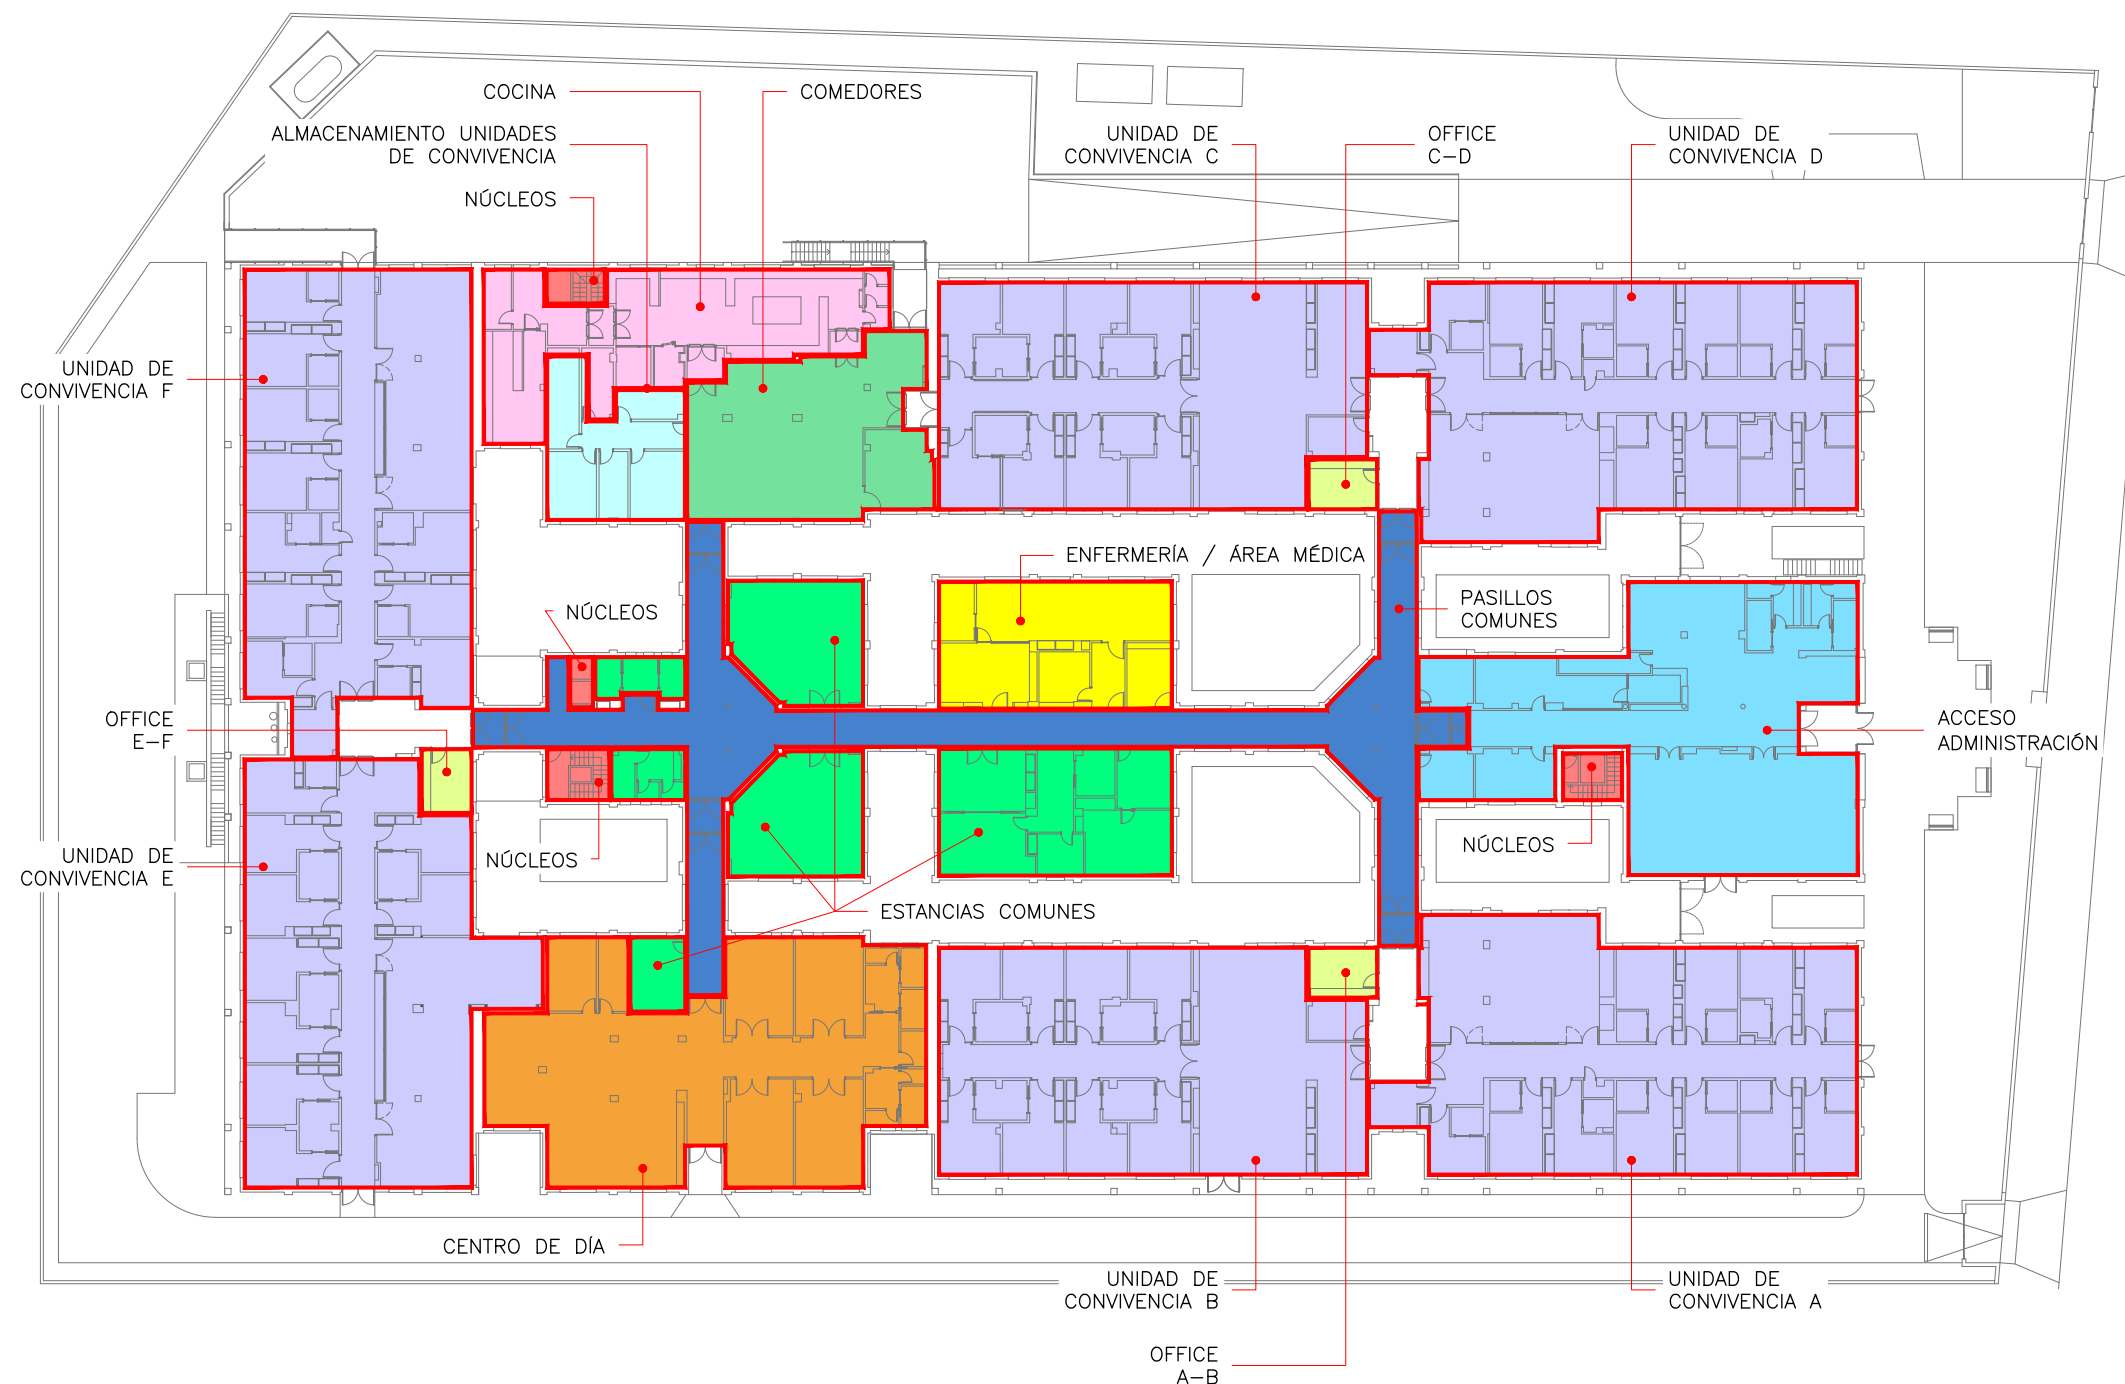 COCINA
COMEDORES
ALMACENAMIENTO UNIDADES
DE CONVIVENCIA
UNIDAD DE
CONVIVENCIA C
OFFICE
C-D
UNIDAD DE
CONVIVENCIA D
NÚCLEOS
UNIDAD DE
CONVIVENCIA F
ENFERMERÍA / ÁREA MÉDICA
NÚCLEOS
PASILLOS
COMUNES
OFFICE
E-F
ACCESO
ADMINISTRACIÓN
UNIDAD DE
CONVIVENCIA E
NÚCLEOS
NÚCLEOS
ESTANCIAS COMUNES
CENTRO DE DÍA
UNIDAD DE
CONVIVENCIA B
UNIDAD DE
CONVIVENCIA A
OFFICE
A-B